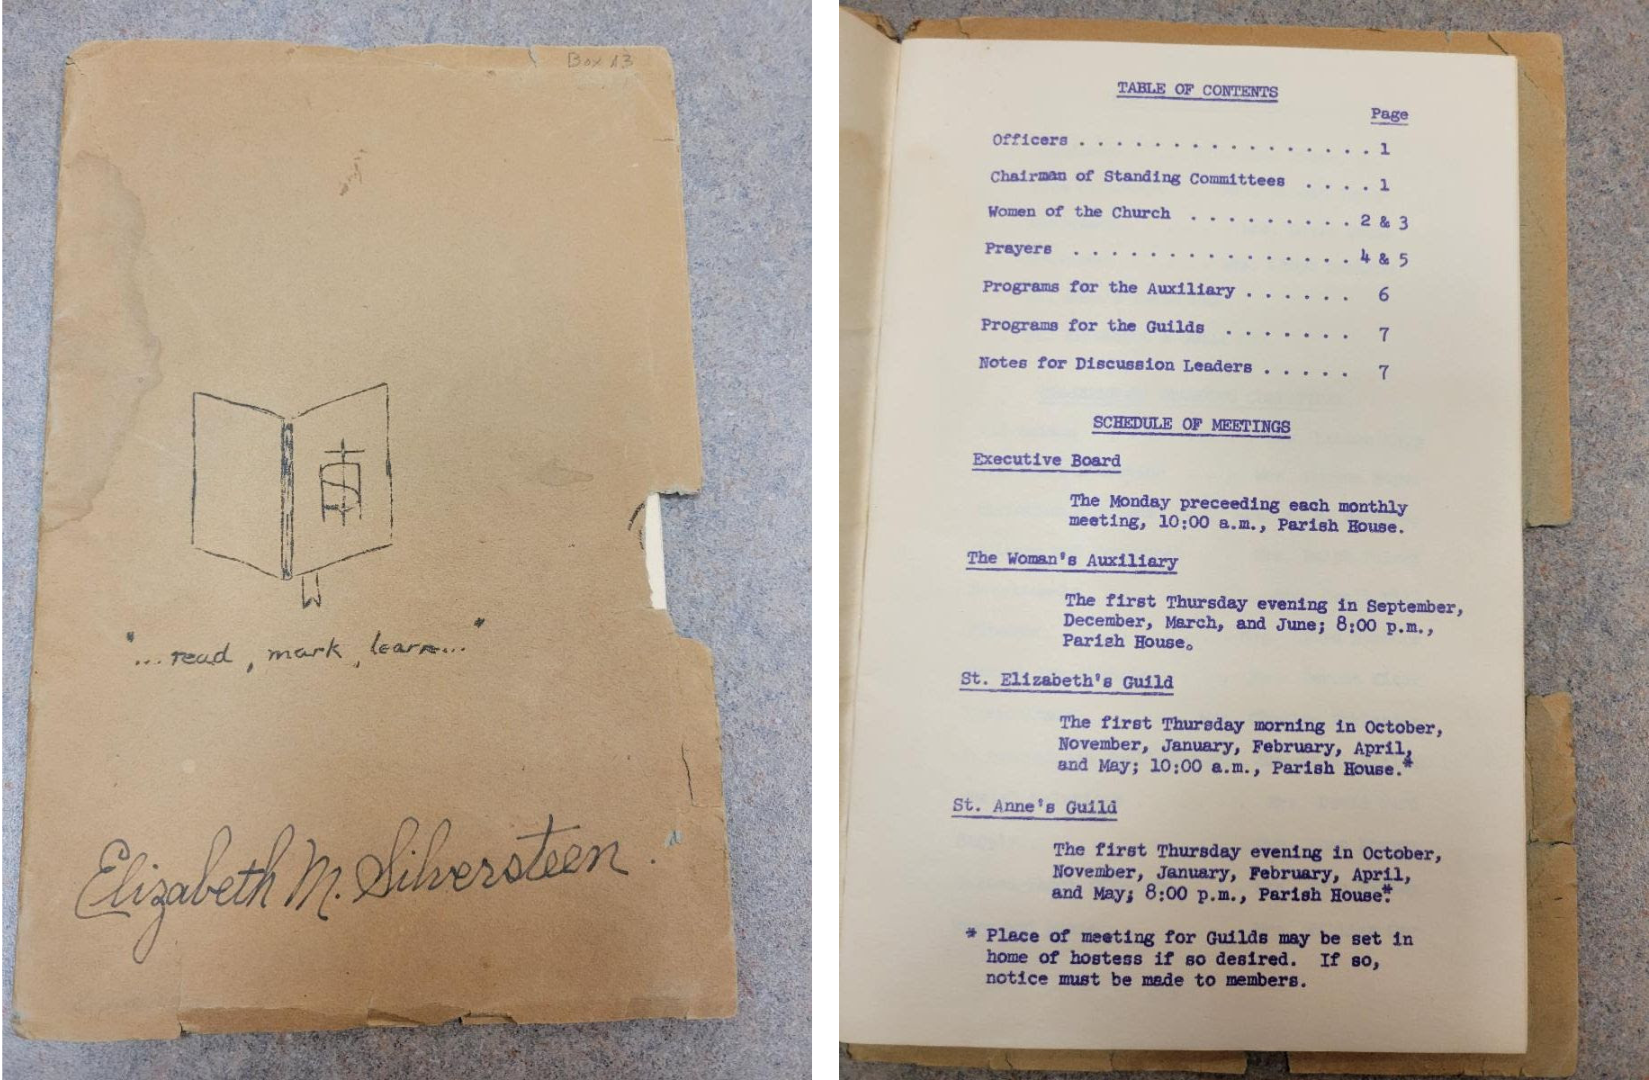 Box 13
"...read, mark, learn..."
Elizabeth M. Silversteen.
TABLE OF CONTENTS
Page
Officers . . . . . . . . . . . . . . . . . 1
Chairman of Standing Committees . . . . 1
Women of the Church . . . . . . . . . 2 & 3
Prayers . . . . . . . . . . . . . . . 4 & 5
Programs for the Auxiliary . . . . . . 6
Programs for the Guilds . . . . . . . 7
Notes for Discussion Leaders . . . . . 7
SCHEDULE OF MEETINGS
Executive Board
The Monday preceeding each monthly
meeting, 10:00 a.m., Parish House.
The Woman's Auxiliary
The first Thursday evening in September,
December, March, and June; 8:00 p.m.,
Parish House.
St. Elizabeth's Guild
The first Thursday morning in October,
November, January, February, April,
and May; 10:00 a.m., Parish House.*
St. Anne's Guild
The first Thursday evening in October,
November, January, February, April,
and May; 8:00 p.m., Parish House.*
* Place of meeting for Guilds may be set in
home of hostess if so desired. If so,
notice must be made to members.